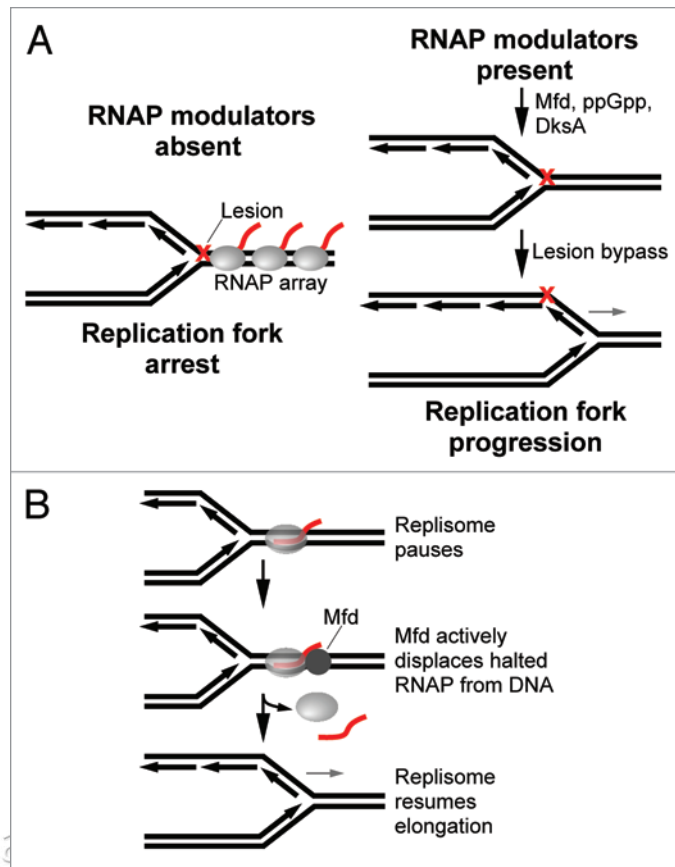 A
RNAP modulators
absent
Lesion
RNAP array
Replication fork
arrest
RNAP modulators
present
Mfd, ppGpp,
DksA
X
Lesion bypass
X
Replication fork
progression
X
B
Replisome
pauses
Mfd
Mfd actively
displaces halted
RNAP from DNA
Replisome
resumes
elongation